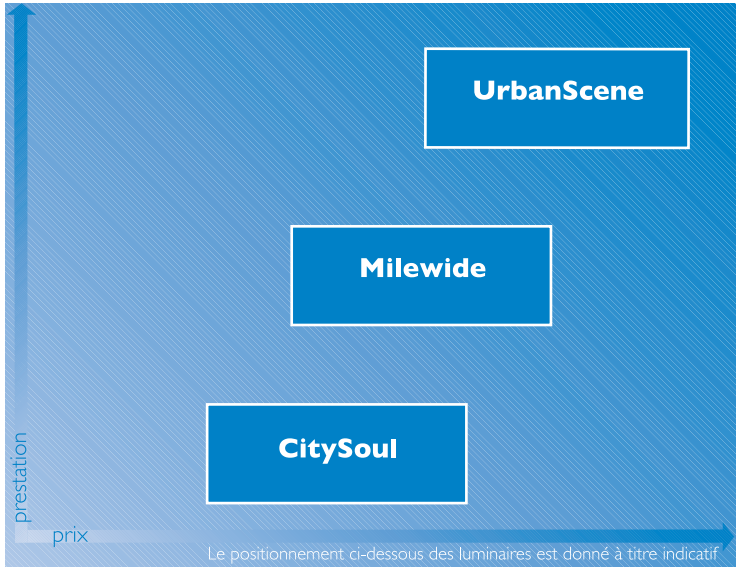 UrbanScene
Milewide
CitySoul
prestation
prix
Le positionnement ci-dessous des luminaires est donné à titre indicatif